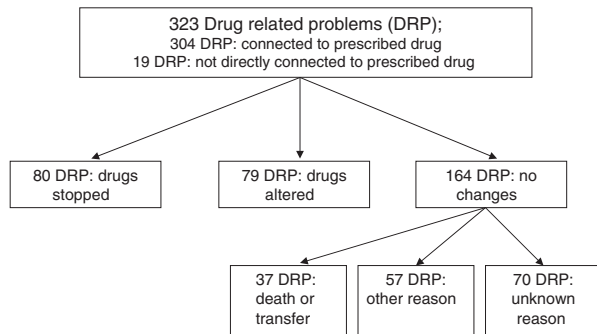 323 Drug related problems (DRP);
304 DRP: connected to prescribed drug
19 DRP: not directly connected to prescribed drug
80 DRP: drugs
stopped
79 DRP: drugs
altered
164 DRP: no
changes
37 DRP:
death or
transfer
57 DRP:
other reason
70 DRP:
unknown
reason